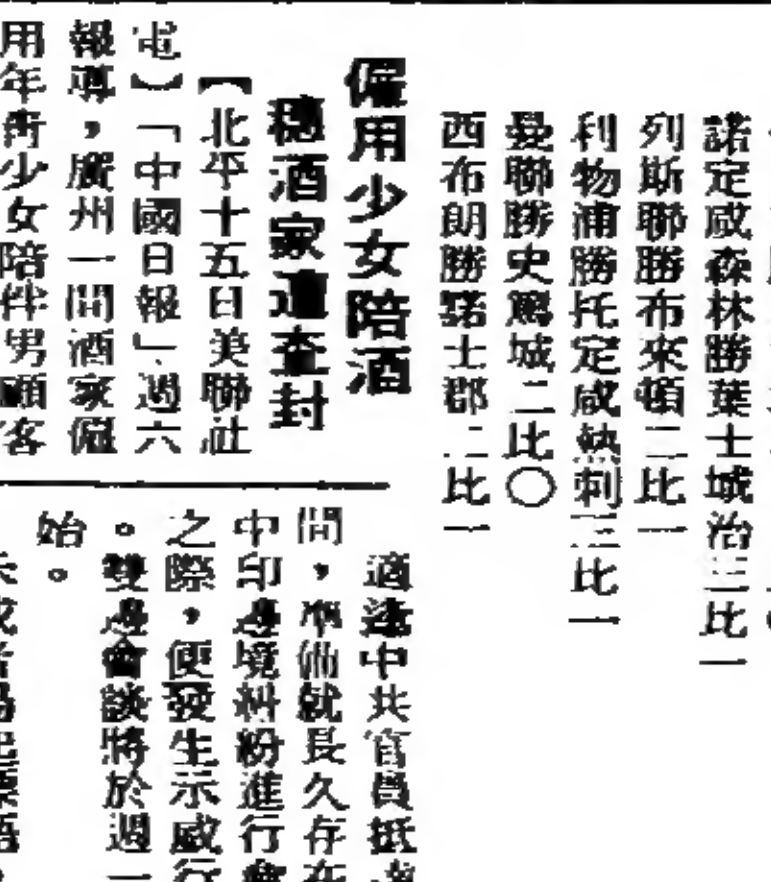 諾定咸森林勝葉士城治三比一
列斯聯勝布來頓二比一
利物浦勝托定咸熱刺三比一
曼聯勝史篤城二比〇
西布朗勝諾士郡二比一
僱用少女陪酒
穗酒家遭查封
【北平十五日美聯社
電】「中國日報」週六
報導，廣州一間酒家僱
用年青少女陪伴男顧客
適逢中共官員抵達
問，準備就長久存在
中印邊境糾紛進行會
之際，便發生示威行
。雙邊會談將於週一
始。